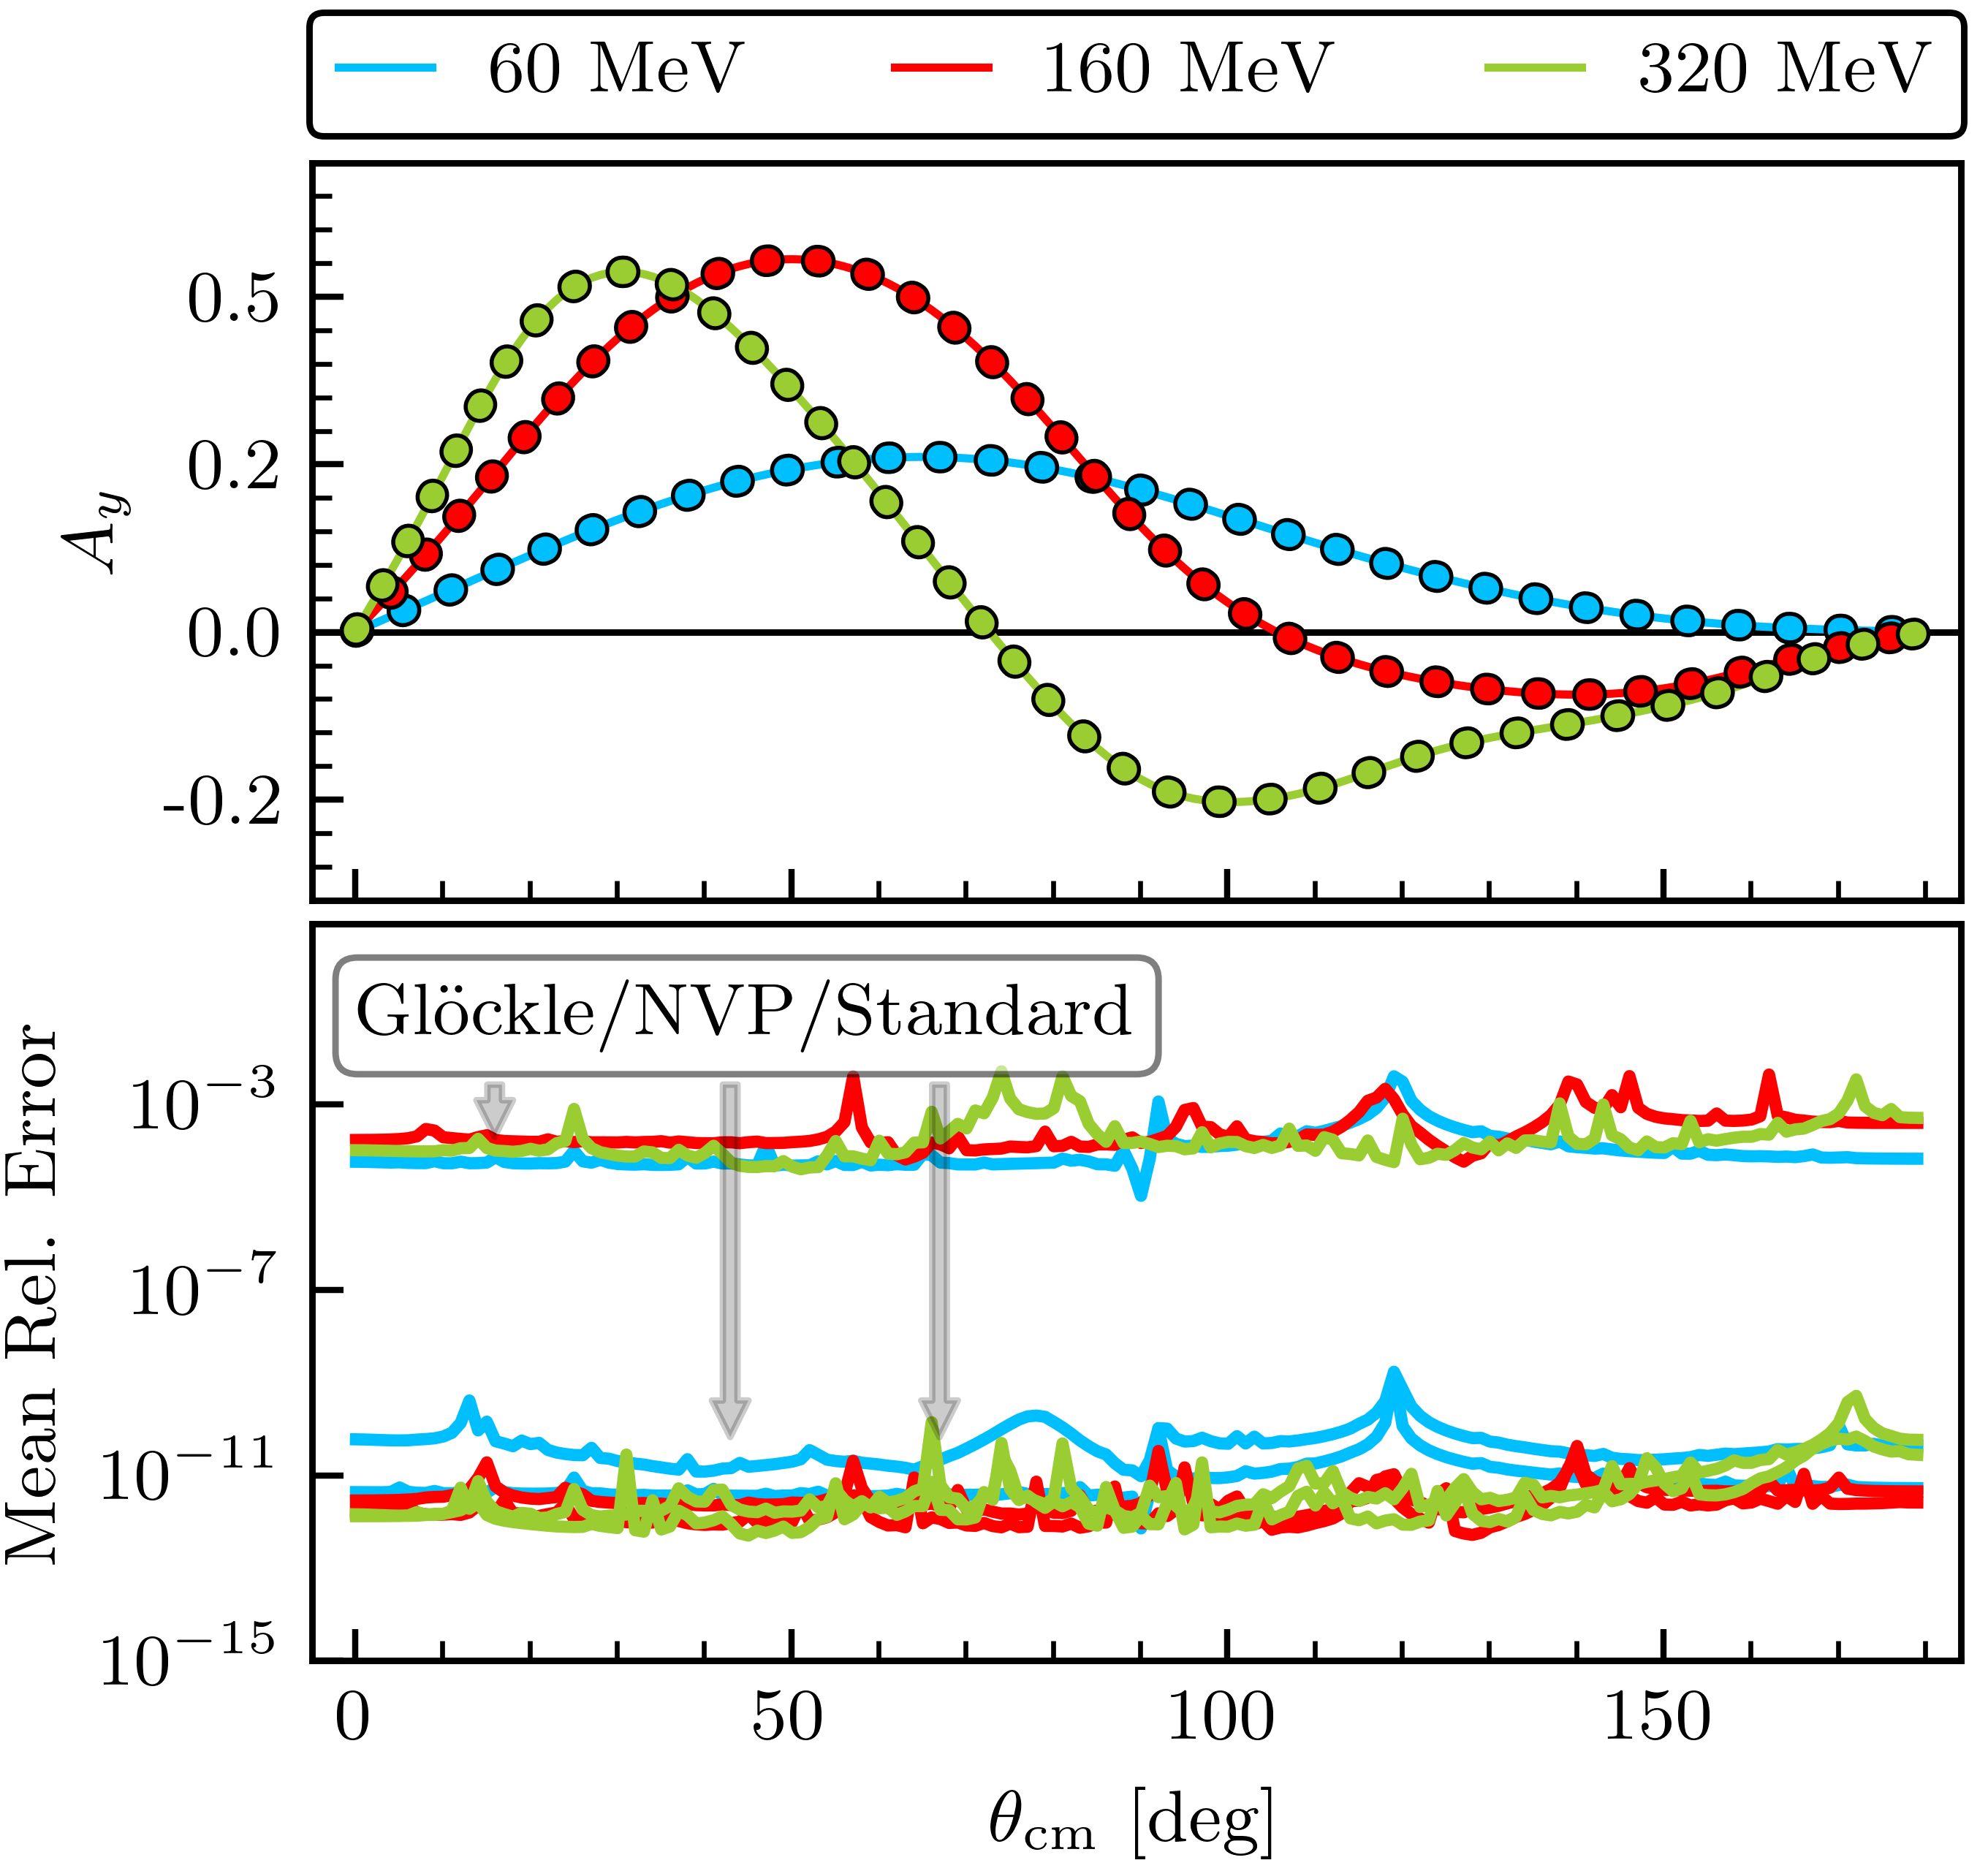 60 MeV 160 MeV 320 MeV
0.5
0.2
0.0
-0.2
A_y
Glöckle/NVP/Standard
10⁻³
10⁻⁷
10⁻¹¹
10⁻¹⁵
Mean Rel. Error
0 50 100 150
θ_cm [deg]